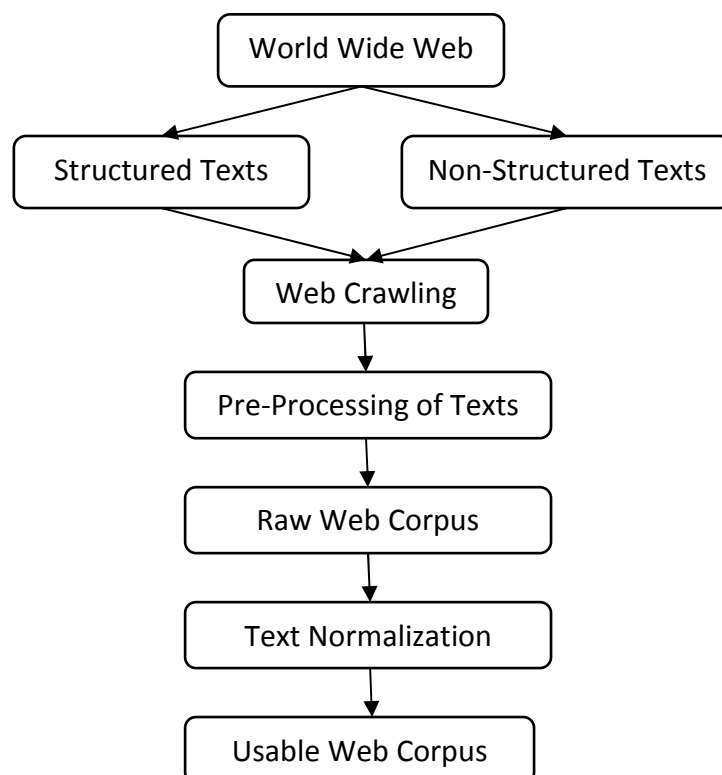 World Wide Web
Structured Texts
Non-Structured Texts
Web Crawling
Pre-Processing of Texts
Raw Web Corpus
Text Normalization
Usable Web Corpus